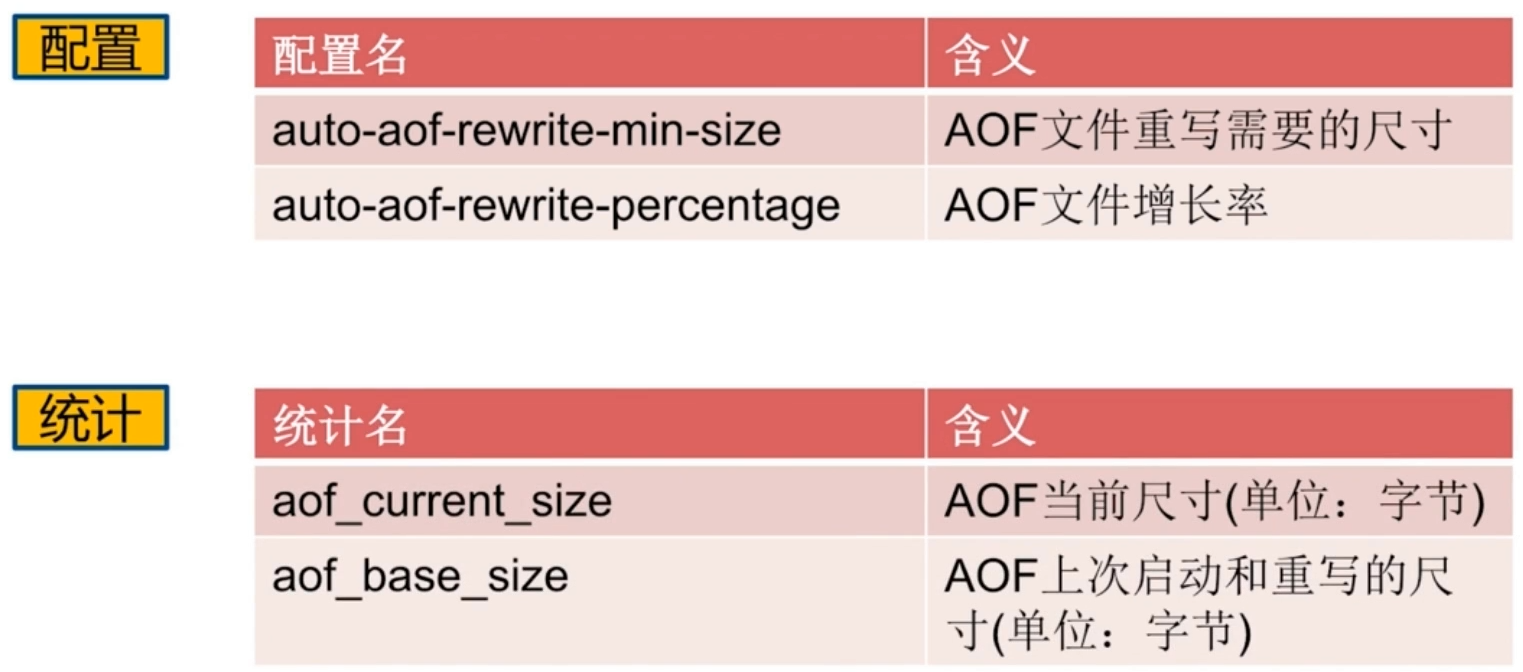 配置
配置名 含义
auto-aof-rewrite-min-size AOF文件重写需要的尺寸
auto-aof-rewrite-percentage AOF文件增长率
统计
统计名 含义
aof_current_size AOF当前尺寸(单位：字节)
aof_base_size AOF上次启动和重写的尺
寸(单位：字节)